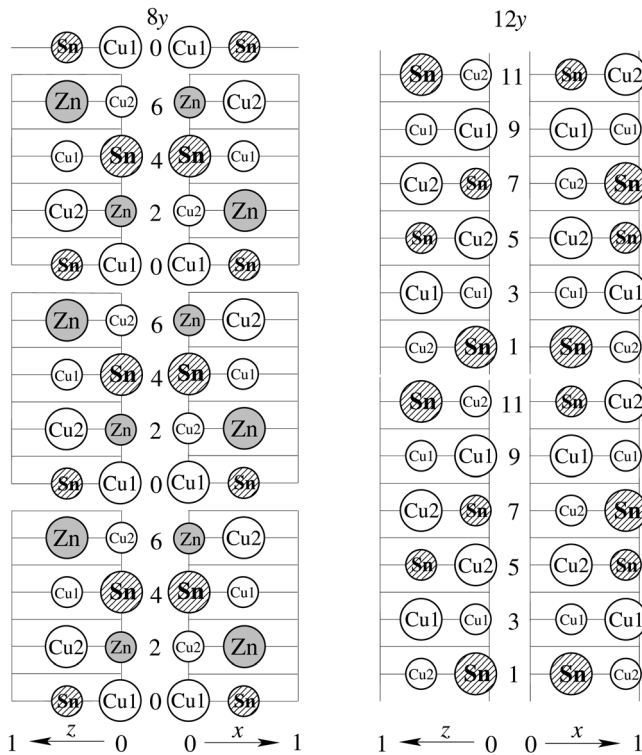 8y 12y
Sn Cu1 0 Cu1 Sn
Sn Cu2 11 Sn Cu2
Zn Cu2 6 Zn Cu2
Cu1 Cu1 9 Cu1 Cu1
Cu1 Sn 4 Sn Cu1
Cu2 Sn 7 Cu2 Sn
Cu2 Zn 2 Cu2 Zn
Sn Cu2 5 Cu2 Sn
Sn Cu1 0 Cu1 Sn
Cu1 Cu1 3 Cu1 Cu1
Zn Cu2 6 Zn Cu2
Cu2 Sn 1 Sn Cu2
Cu1 Sn 4 Sn Cu1
Sn Cu2 11 Sn Cu2
Cu2 Zn 2 Cu2 Zn
Cu1 Cu1 9 Cu1 Cu1
Sn Cu1 0 Cu1 Sn
Cu2 Sn 7 Cu2 Sn
Zn Cu2 6 Zn Cu2
Sn Cu2 5 Cu2 Sn
Cu1 Sn 4 Sn Cu1
Cu1 Cu1 3 Cu1 Cu1
Cu2 Zn 2 Cu2 Zn
Cu2 Sn 1 Sn Cu2
Sn Cu1 0 Cu1 Sn
1 z 0 0 x 1 1 z 0 0 x 1